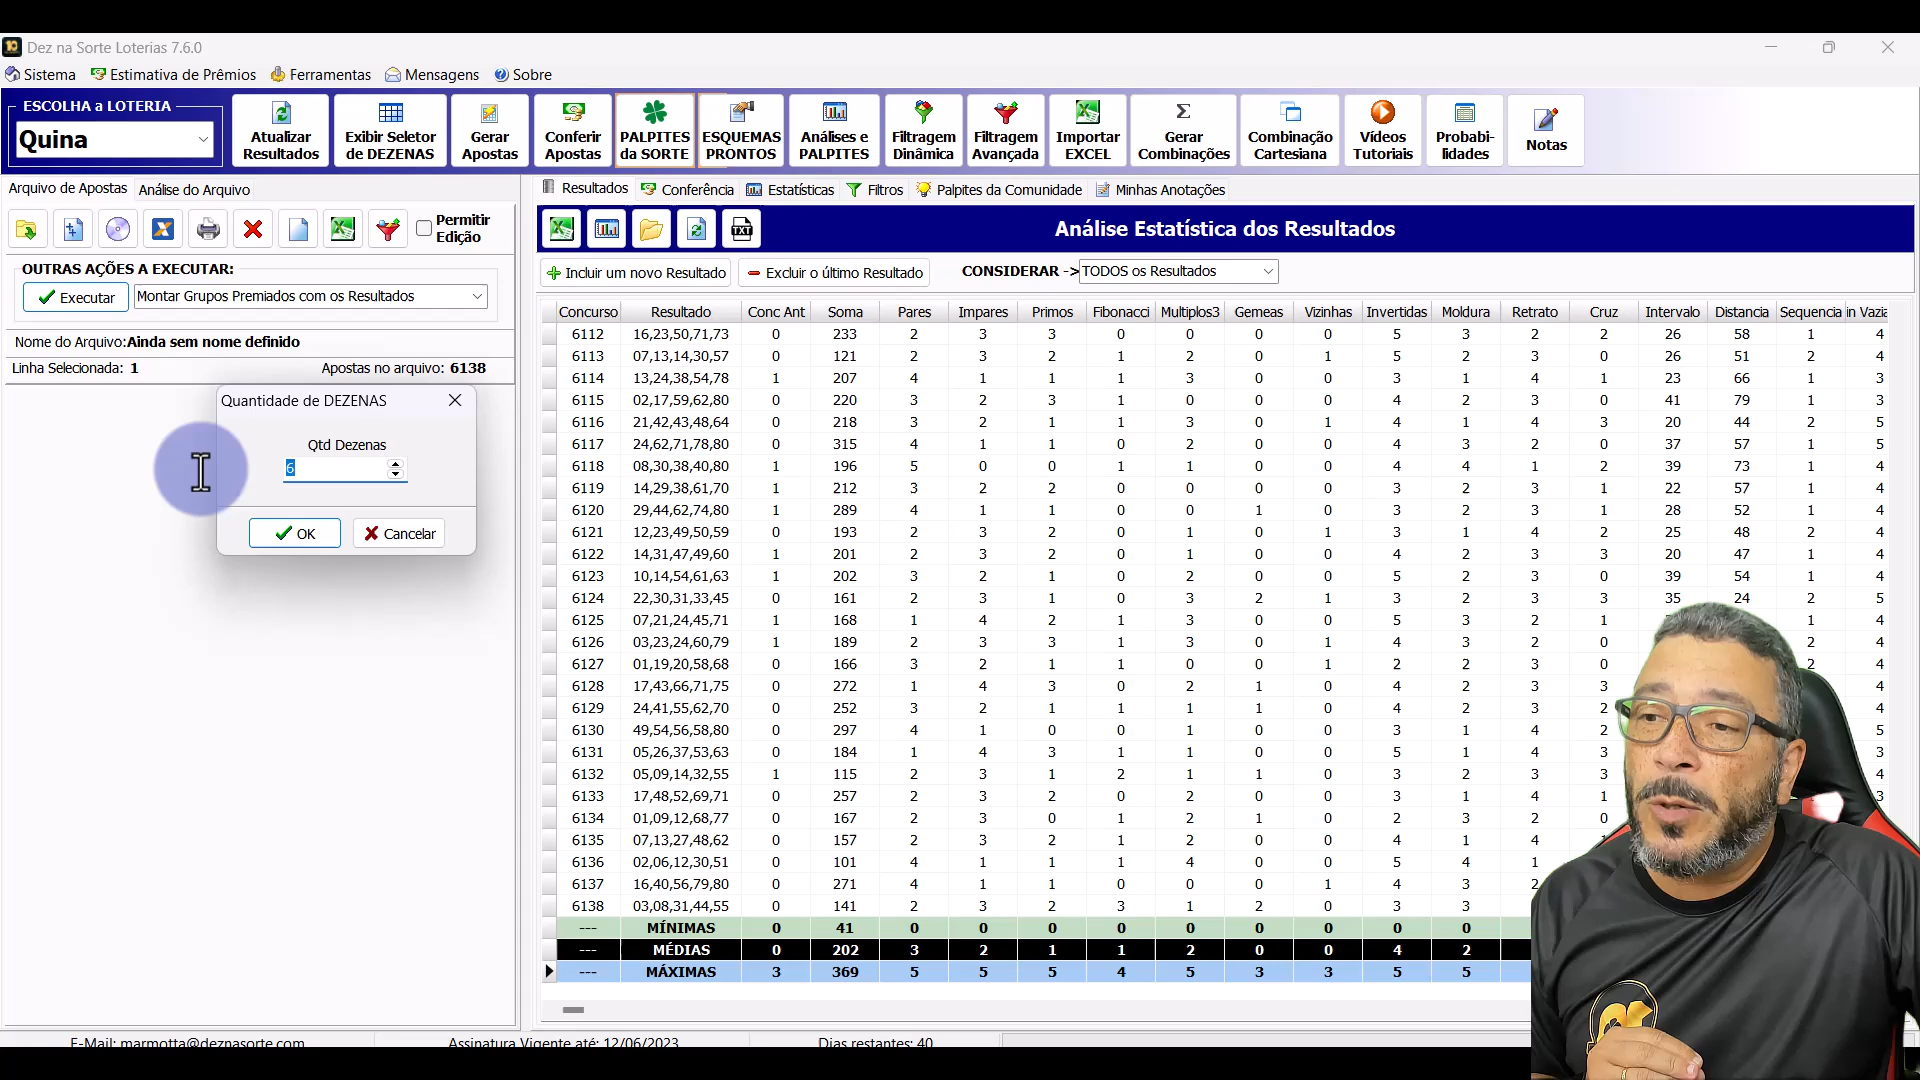 Dez na Sorte Loterias 7.6.0
Sistema Estimativa de Prêmios Ferramentas Mensagens Sobre
ESCOLHA a LOTERIA
Quina
Atualizar Resultados
Exibir Seletor de DEZENAS
Gerar Apostas
Conferir Apostas
PALPITES da SORTE
ESQUEMAS PRONTOS
Análises e PALPITES
Filtragem Dinâmica
Filtragem Avançada
Importar EXCEL
Gerar Combinações
Combinação Cartesiana
Vídeos Tutoriais
Probabi-lidades
Notas
Arquivo de Apostas Análise do Arquivo
Permitir Edição
OUTRAS AÇÕES A EXECUTAR:
Executar Montar Grupos Premiados com os Resultados
Nome do Arquivo:Ainda sem nome definido
Linha Selecionada: 1 Apostas no arquivo: 6138
Quantidade de DEZENAS
Qtd Dezenas
6
OK Cancelar
Resultados Conferência Estatísticas Filtros Palpites da Comunidade Minhas Anotações
TXT
Análise Estatística dos Resultados
Incluir um novo Resultado Excluir o último Resultado CONSIDERAR -> TODOS os Resultados
Concurso Resultado Conc Ant Soma Pares Impares Primos Fibonacci Multiplos3 Gemeas Vizinhas Invertidas Moldura Retrato Cruz Intervalo Distancia Sequencia in Vazia
6112 16,23,50,71,73 0 233 2 3 3 0 0 0 0 5 3 2 2 26 58 1 4
6113 07,13,14,30,57 0 121 2 3 2 1 2 0 1 5 2 3 0 26 51 2 4
6114 13,24,38,54,78 1 207 4 1 1 1 3 0 0 3 1 4 1 23 66 1 3
6115 02,17,59,62,80 0 220 3 2 3 1 0 0 0 4 2 3 0 41 79 1 3
6116 21,42,43,48,64 0 218 3 2 1 1 3 0 1 4 1 4 3 20 44 2 5
6117 24,62,71,78,80 0 315 4 1 1 0 2 0 0 4 3 2 0 37 57 1 5
6118 08,30,38,40,80 1 196 5 0 0 1 1 0 0 4 4 1 2 39 73 1 4
6119 14,29,38,61,70 1 212 3 2 2 0 0 0 0 3 2 3 1 22 57 1 4
6120 29,44,62,74,80 1 289 4 1 1 0 0 1 0 3 2 3 1 28 52 1 4
6121 12,23,49,50,59 0 193 2 3 2 0 1 0 1 3 1 4 2 25 48 2 4
6122 14,31,47,49,60 1 201 2 3 2 0 1 0 0 4 2 3 3 20 47 1 4
6123 10,14,54,61,63 1 202 3 2 1 0 2 0 0 5 2 3 0 39 54 1 4
6124 22,30,31,33,45 0 161 2 3 1 0 3 2 1 3 2 3 3 35 24 2 5
6125 07,21,24,45,71 1 168 1 4 2 1 3 0 0 5 3 2 1 1 4
6126 03,23,24,60,79 1 189 2 3 3 1 3 0 1 4 3 2 0 2 4
6127 01,19,20,58,68 0 166 3 2 1 1 0 0 1 2 2 3 0 2 4
6128 17,43,66,71,75 0 272 1 4 3 0 2 1 0 4 2 3 3 4
6129 24,41,55,62,70 0 252 3 2 1 1 1 1 0 4 2 3 2 4
6130 49,54,56,58,80 0 297 4 1 0 0 1 0 0 3 1 4 2 5
6131 05,26,37,53,63 0 184 1 4 3 1 1 0 0 5 1 4 3 3
6132 05,09,14,32,55 1 115 2 3 1 2 1 1 0 3 2 3 3 4
6133 17,48,52,69,71 0 257 2 3 2 0 2 0 0 3 1 4 1 3
6134 01,09,12,68,77 0 167 2 3 0 1 2 1 0 2 3 2 0
6135 07,13,27,48,62 0 157 2 3 2 1 2 0 0 4 1 4
6136 02,06,12,30,51 0 101 4 1 1 1 4 0 0 5 4 1
6137 16,40,56,79,80 0 271 4 1 1 0 0 0 1 4 3 2
6138 03,08,31,44,55 0 141 2 3 2 3 1 2 0 3 3
--- MÍNIMAS 0 41 0 0 0 0 0 0 0 0 0
--- MÉDIAS 0 202 3 2 1 1 2 0 0 4 2
--- MÁXIMAS 3 369 5 5 5 4 5 3 3 5 5
E-Mail: marmotta@deznasorte.com Assinatura Vigente até: 12/06/2023 Dias restantes: 40